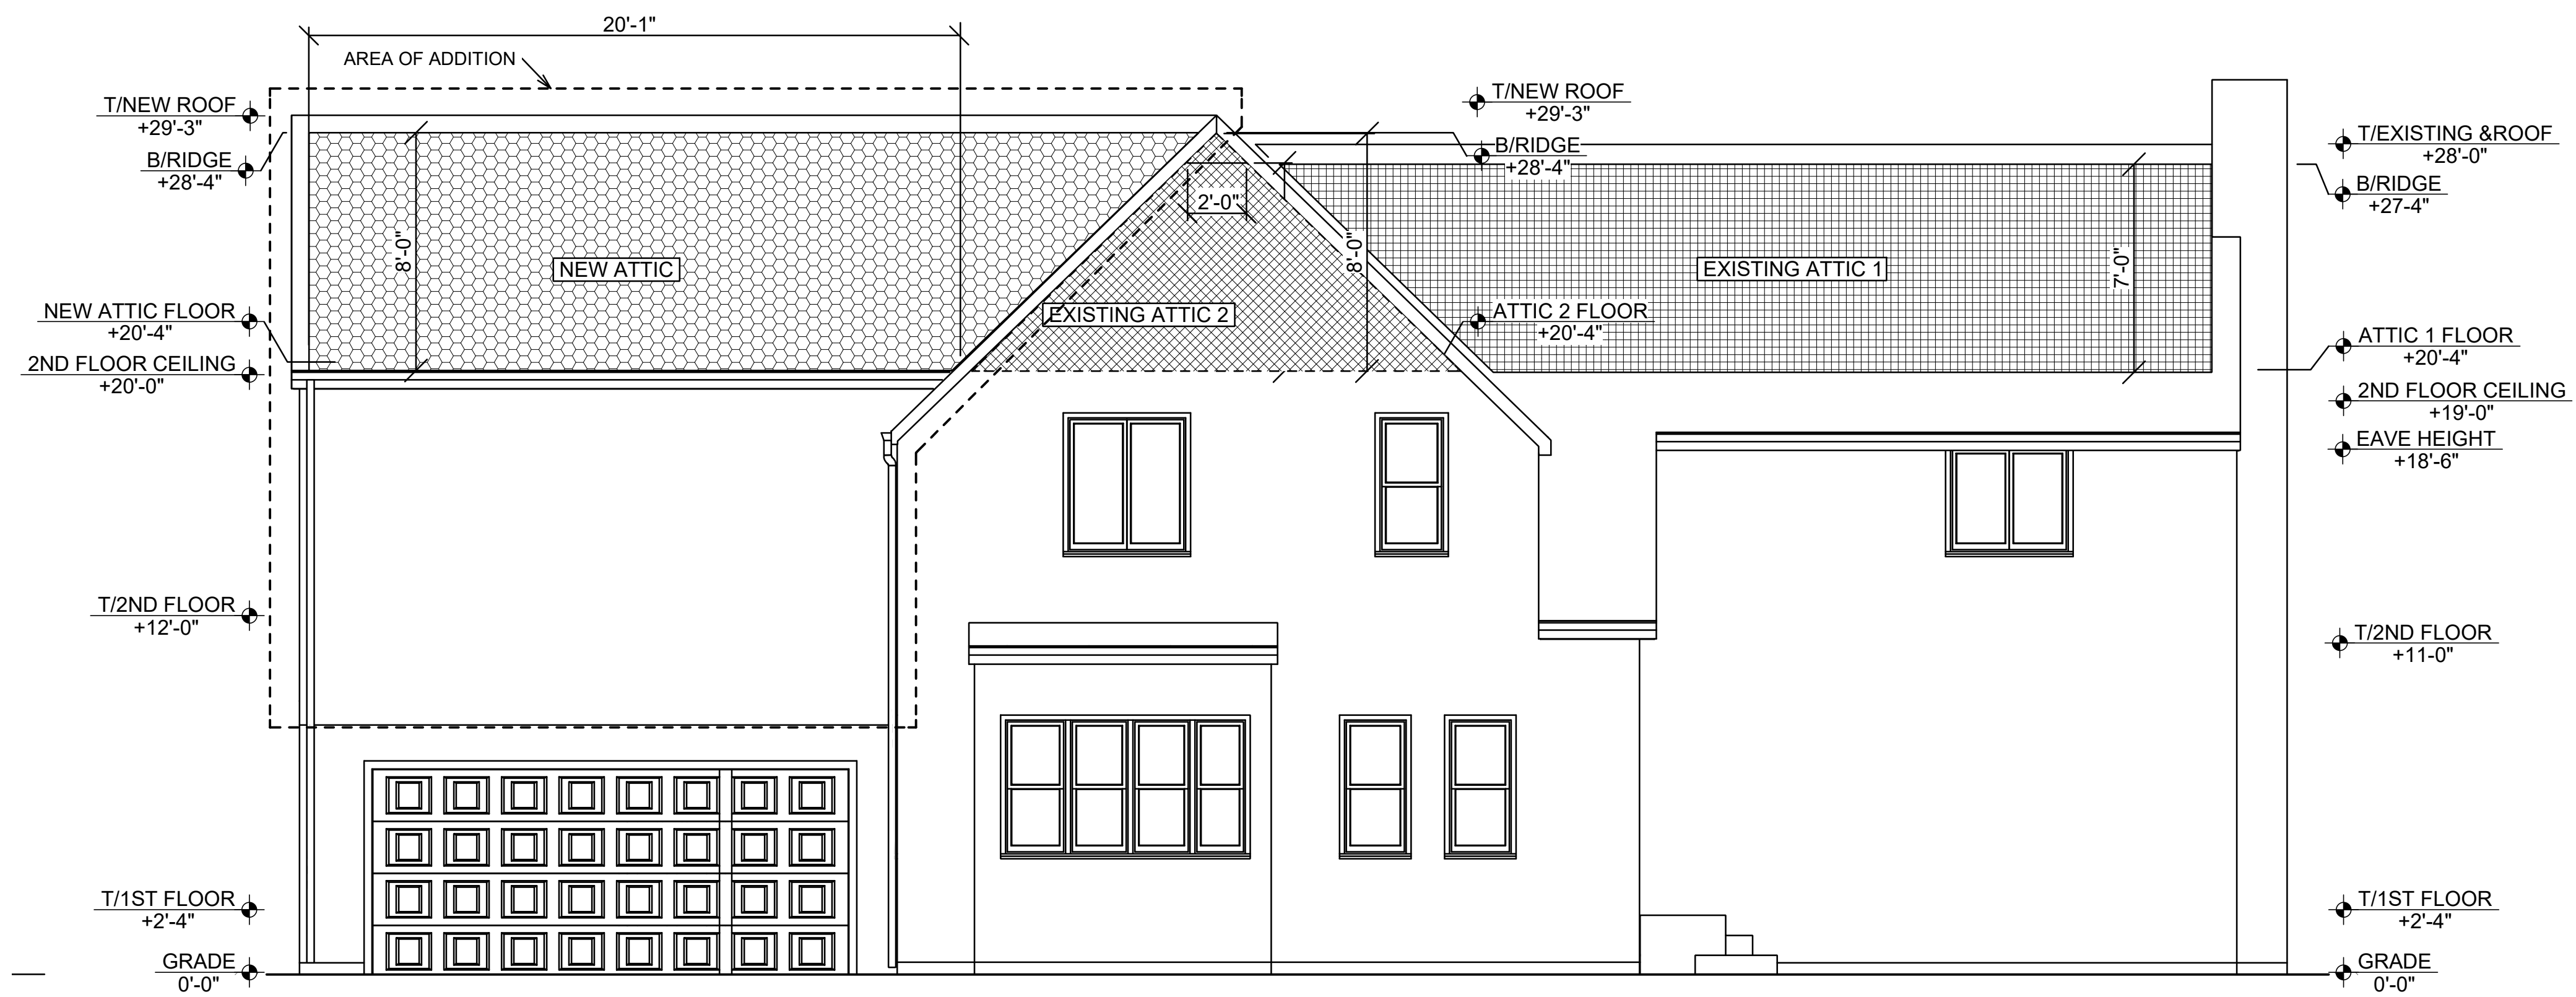 20'-1"
AREA OF ADDITION
T/NEW ROOF
+29'-3"
B/RIDGE
+28'-4"
NEW ATTIC FLOOR
+20'-4"
2ND FLOOR CEILING
+20'-0"
T/2ND FLOOR
+12'-0"
T/1ST FLOOR
+2'-4"
GRADE
0'-0"
8'-0"
NEW ATTIC
2'-0"
EXISTING ATTIC 2
8'-0"
T/NEW ROOF
+29'-3"
B/RIDGE
+28'-4"
ATTIC 2 FLOOR
+20'-4"
EXISTING ATTIC 1
7'-0"
T/EXISTING &ROOF
+28'-0"
B/RIDGE
+27-4"
ATTIC 1 FLOOR
+20'-4"
2ND FLOOR CEILING
+19'-0"
EAVE HEIGHT
+18'-6"
T/2ND FLOOR
+11-0"
T/1ST FLOOR
+2'-4"
GRADE
0'-0"